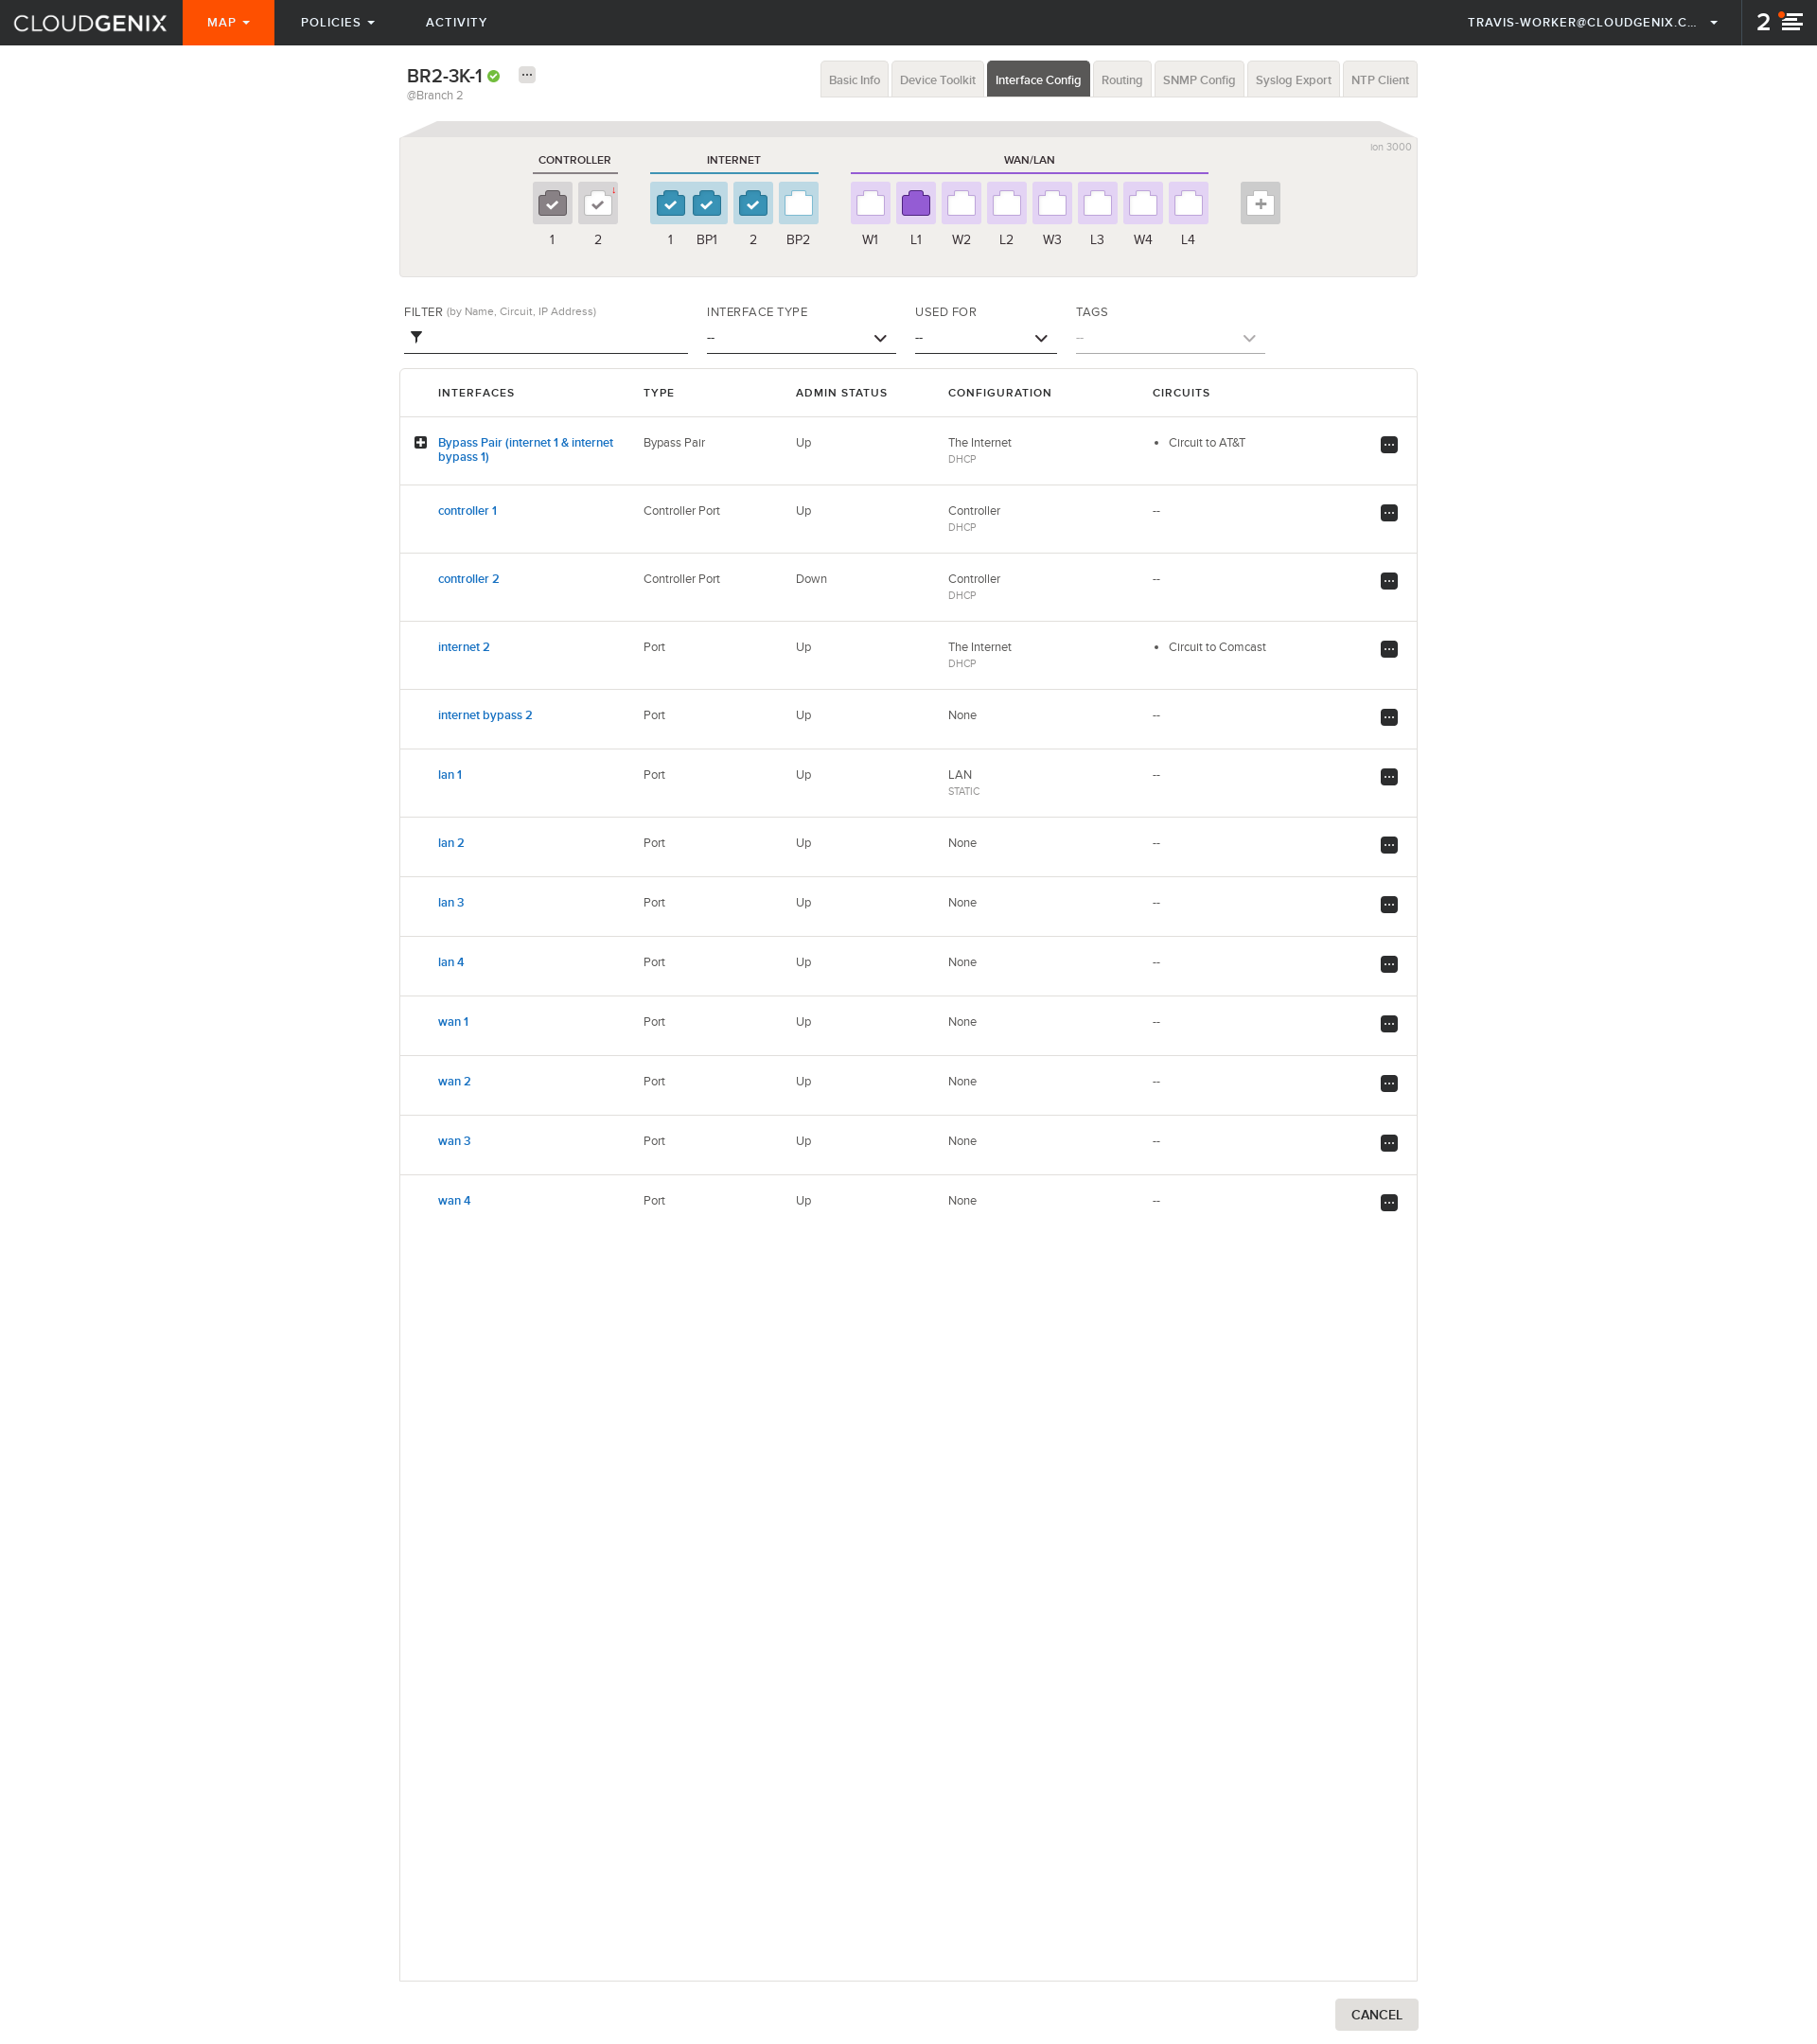 CLOUDGENIX MAP POLICIES ACTIVITY TRAVIS-WORKER@CLOUDGENIX.C... 2
BR2-3K-1
@Branch 2
Basic Info Device Toolkit Interface Config Routing SNMP Config Syslog Export NTP Client
ion 3000
CONTROLLER INTERNET WAN/LAN
1 2 1 BP1 2 BP2 W1 L1 W2 L2 W3 L3 W4 L4
FILTER (by Name, Circuit, IP Address) INTERFACE TYPE USED FOR TAGS
-- -- --
INTERFACES TYPE ADMIN STATUS CONFIGURATION CIRCUITS
Bypass Pair (internet 1 & internet Bypass Pair Up The Internet • Circuit to AT&T
bypass 1) DHCP
controller 1 Controller Port Up Controller --
DHCP
controller 2 Controller Port Down Controller --
DHCP
internet 2 Port Up The Internet • Circuit to Comcast
DHCP
internet bypass 2 Port Up None --
lan 1 Port Up LAN --
STATIC
lan 2 Port Up None --
lan 3 Port Up None --
lan 4 Port Up None --
wan 1 Port Up None --
wan 2 Port Up None --
wan 3 Port Up None --
wan 4 Port Up None --
CANCEL